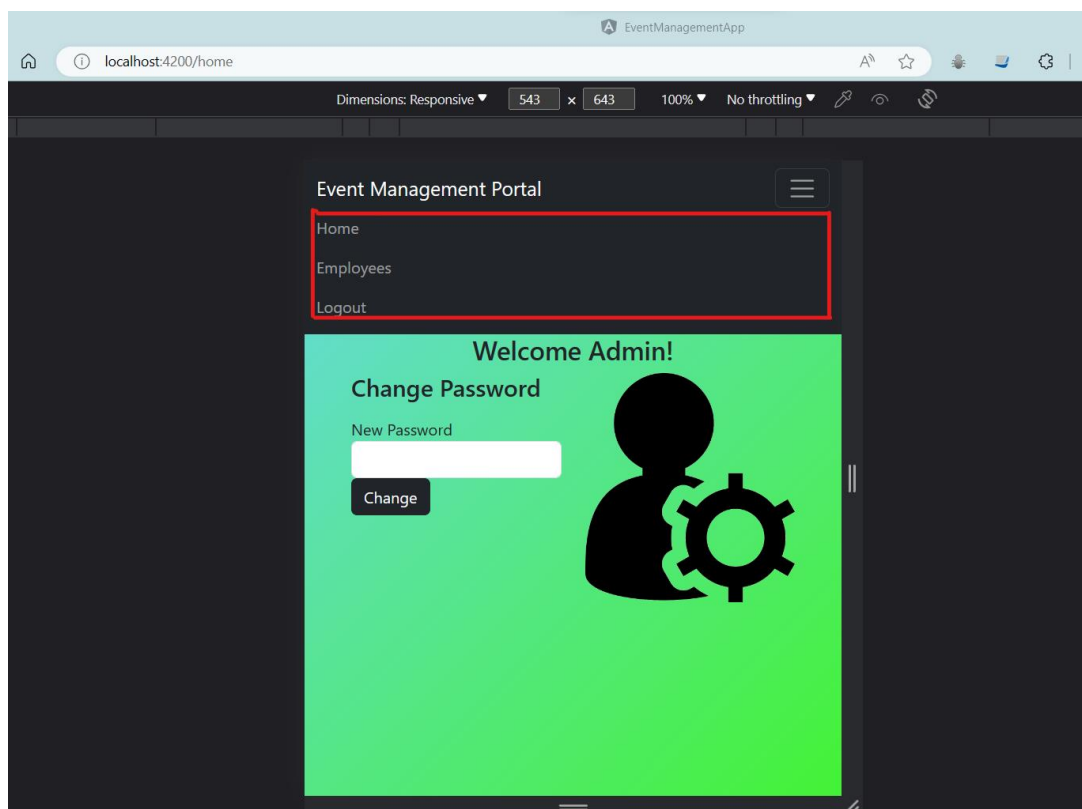 EventManagementApp
localhost:4200/home
Dimensions: Responsive 543 x 643 100% No throttling
Event Management Portal
Home
Employees
Logout
Welcome Admin!
Change Password
New Password
Change